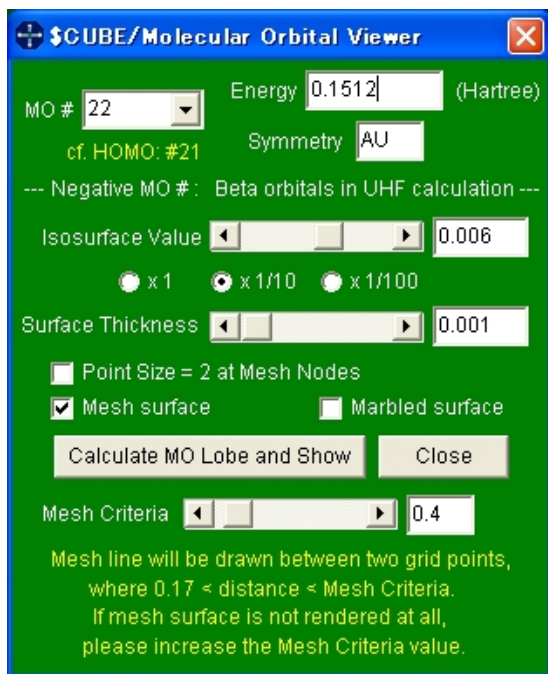 $CUBE/Molecular Orbital Viewer
MO # 22 Energy 0.1512 (Hartree)
cf. HOMO: #21 Symmetry AU
--- Negative MO # : Beta orbitals in UHF calculation ---
Isosurface Value 0.006
x 1 x 1/10 x 1/100
Surface Thickness 0.001
Point Size = 2 at Mesh Nodes
Mesh surface Marbled surface
Calculate MO Lobe and Show Close
Mesh Criteria 0.4
Mesh line will be drawn between two grid points,
where 0.17 < distance < Mesh Criteria.
If mesh surface is not rendered at all,
please increase the Mesh Criteria value.